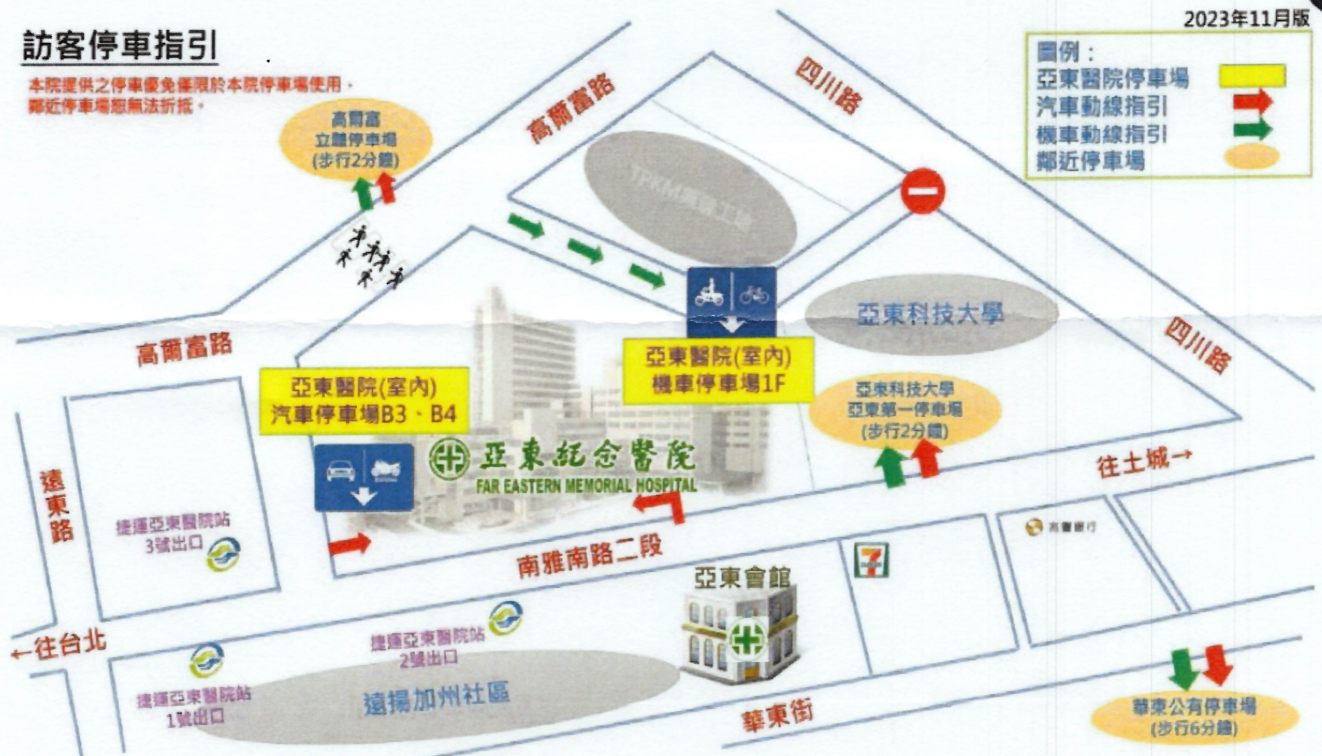 2023年11月版
訪客停車指引
本院提供之停車優免僅限於本院停車場使用，
鄰近停車場恕無法折抵。
圖例：
亞東醫院停車場
汽車動線指引
機車動線指引
鄰近停車場
高爾富
立體停車場
(步行2分鐘)
高爾富路
四川路
亞東科技大學
四川路
高爾富路
亞東醫院(室內)
機車停車場1F
亞東醫院(室內)
汽車停車場B3、B4
亞東科技大學
亞東第一停車場
(步行2分鐘)
亞東紀念醫院
FAR EASTERN MEMORIAL HOSPITAL
往土城→
遠東路
捷運亞東醫院站
3號出口
南雅南路二段
7
亞東會館
←往台北
捷運亞東醫院站
2號出口
捷運亞東醫院站
1號出口
遠揚加州社區
華東街
華東公有停車場
(步行6分鐘)